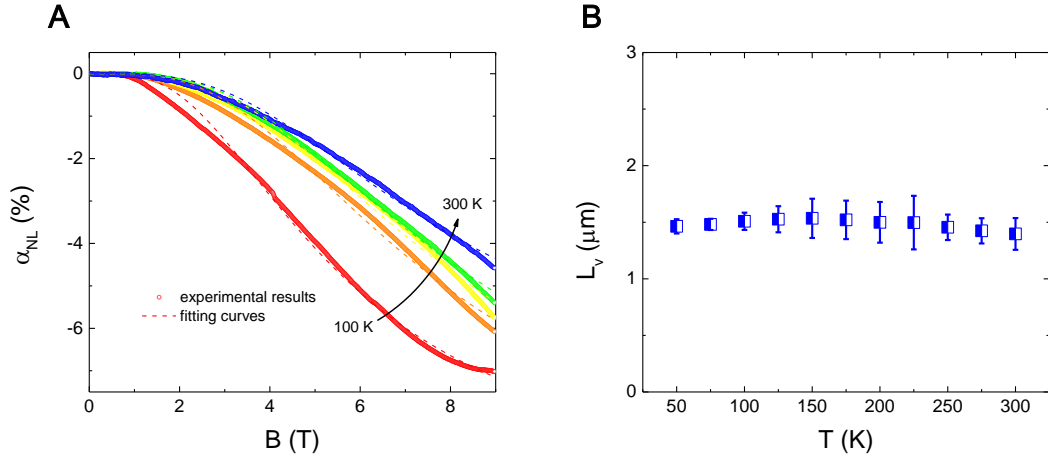 A
0
-2
-4
-6
α_NL (%)
300 K
100 K
experimental results
fitting curves
0 2 4 6 8
B (T)
B
3
2
1
0
L_v (μm)
50 100 150 200 250 300
T (K)